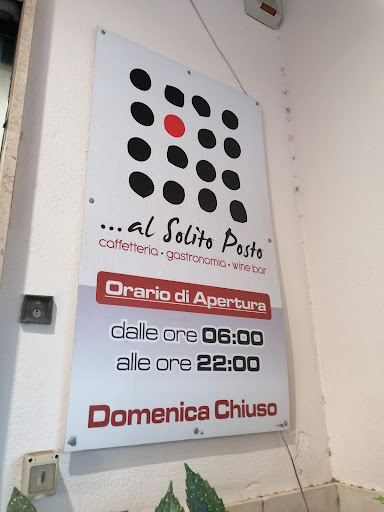 ...al Solito Posto
caffetteria • gastronomia • wine bar
Orario di Apertura
dalle ore 06:00
alle ore 22:00
Domenica Chiuso